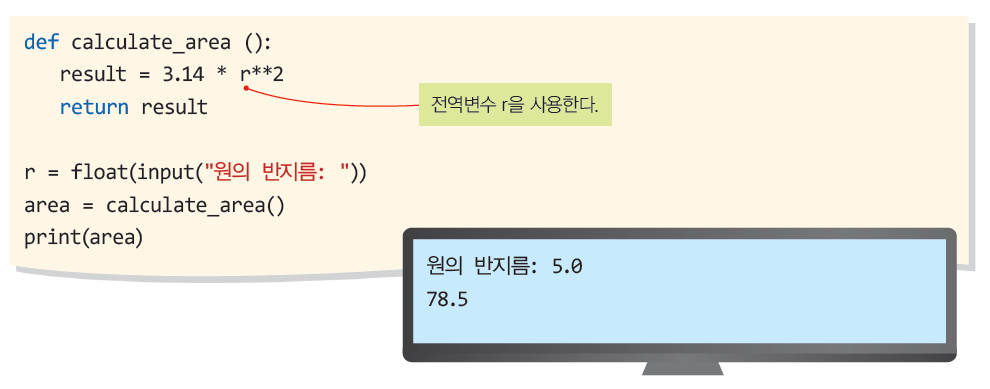 def calculate_area ():
    result = 3.14 * r**2
    return result
전역변수 r을 사용한다.
r = float(input("원의 반지름: "))
area = calculate_area()
print(area)
원의 반지름: 5.0
78.5